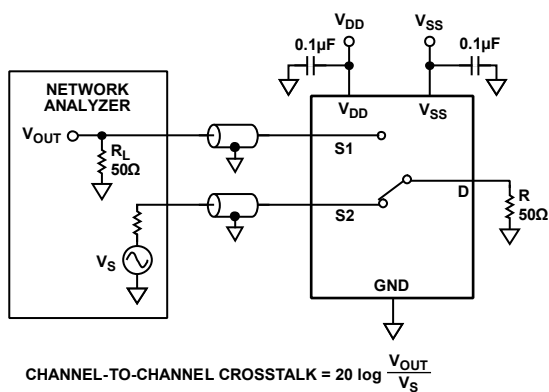 VDD
VSS
0.1µF
0.1µF
NETWORK
ANALYZER
VDD
VSS
VOUT
S1
RL
50Ω
D
S2
R
50Ω
VS
GND
CHANNEL-TO-CHANNEL CROSSTALK = 20 log VOUT
VS